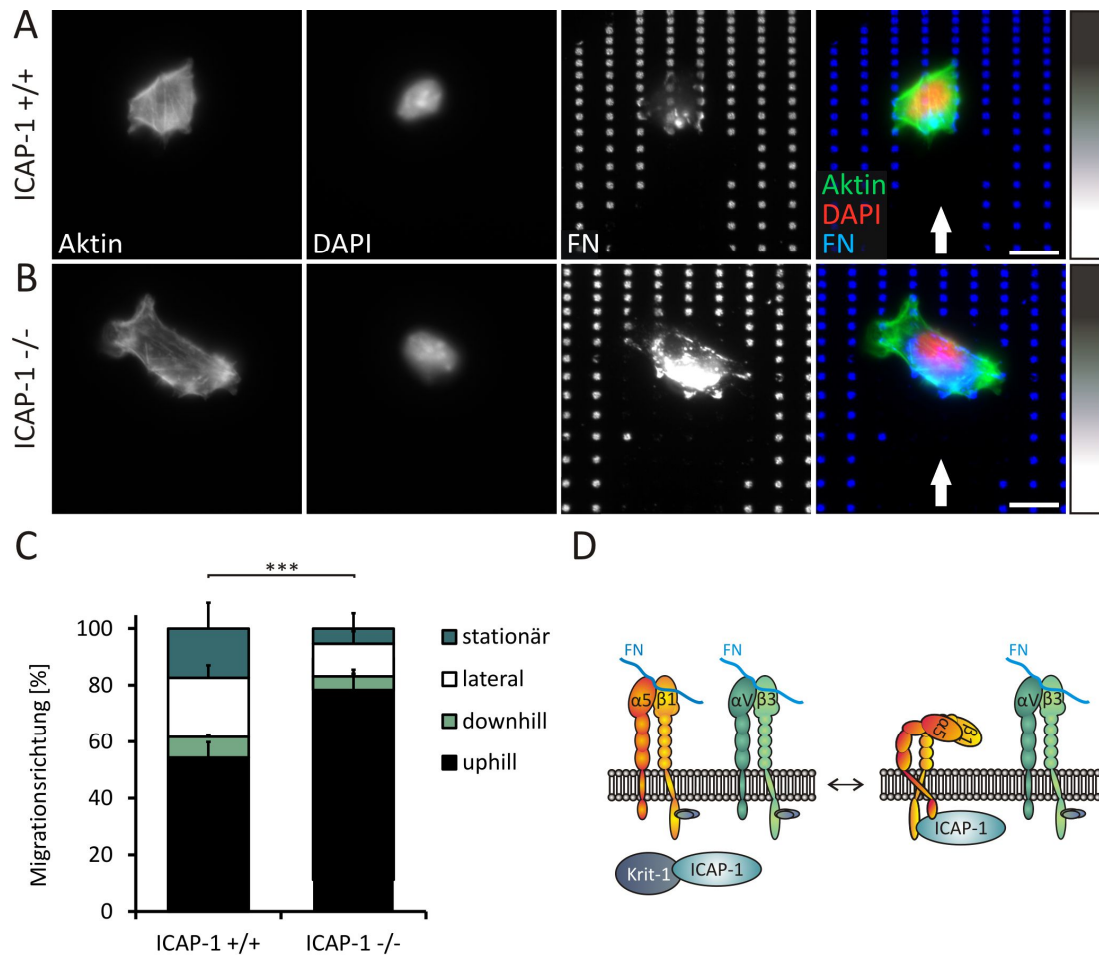 A
ICAP-1 +/+
Aktin
DAPI
FN
Aktin
DAPI
FN
B
ICAP-1 -/-
C
***
Migrationsrichtung [%]
100
80
60
40
20
0
ICAP-1 +/+
ICAP-1 -/-
stationär
lateral
downhill
uphill
D
FN
FN
FN
α5
β1
αV
β3
α5
β1
αV
β3
ICAP-1
Krit-1
ICAP-1